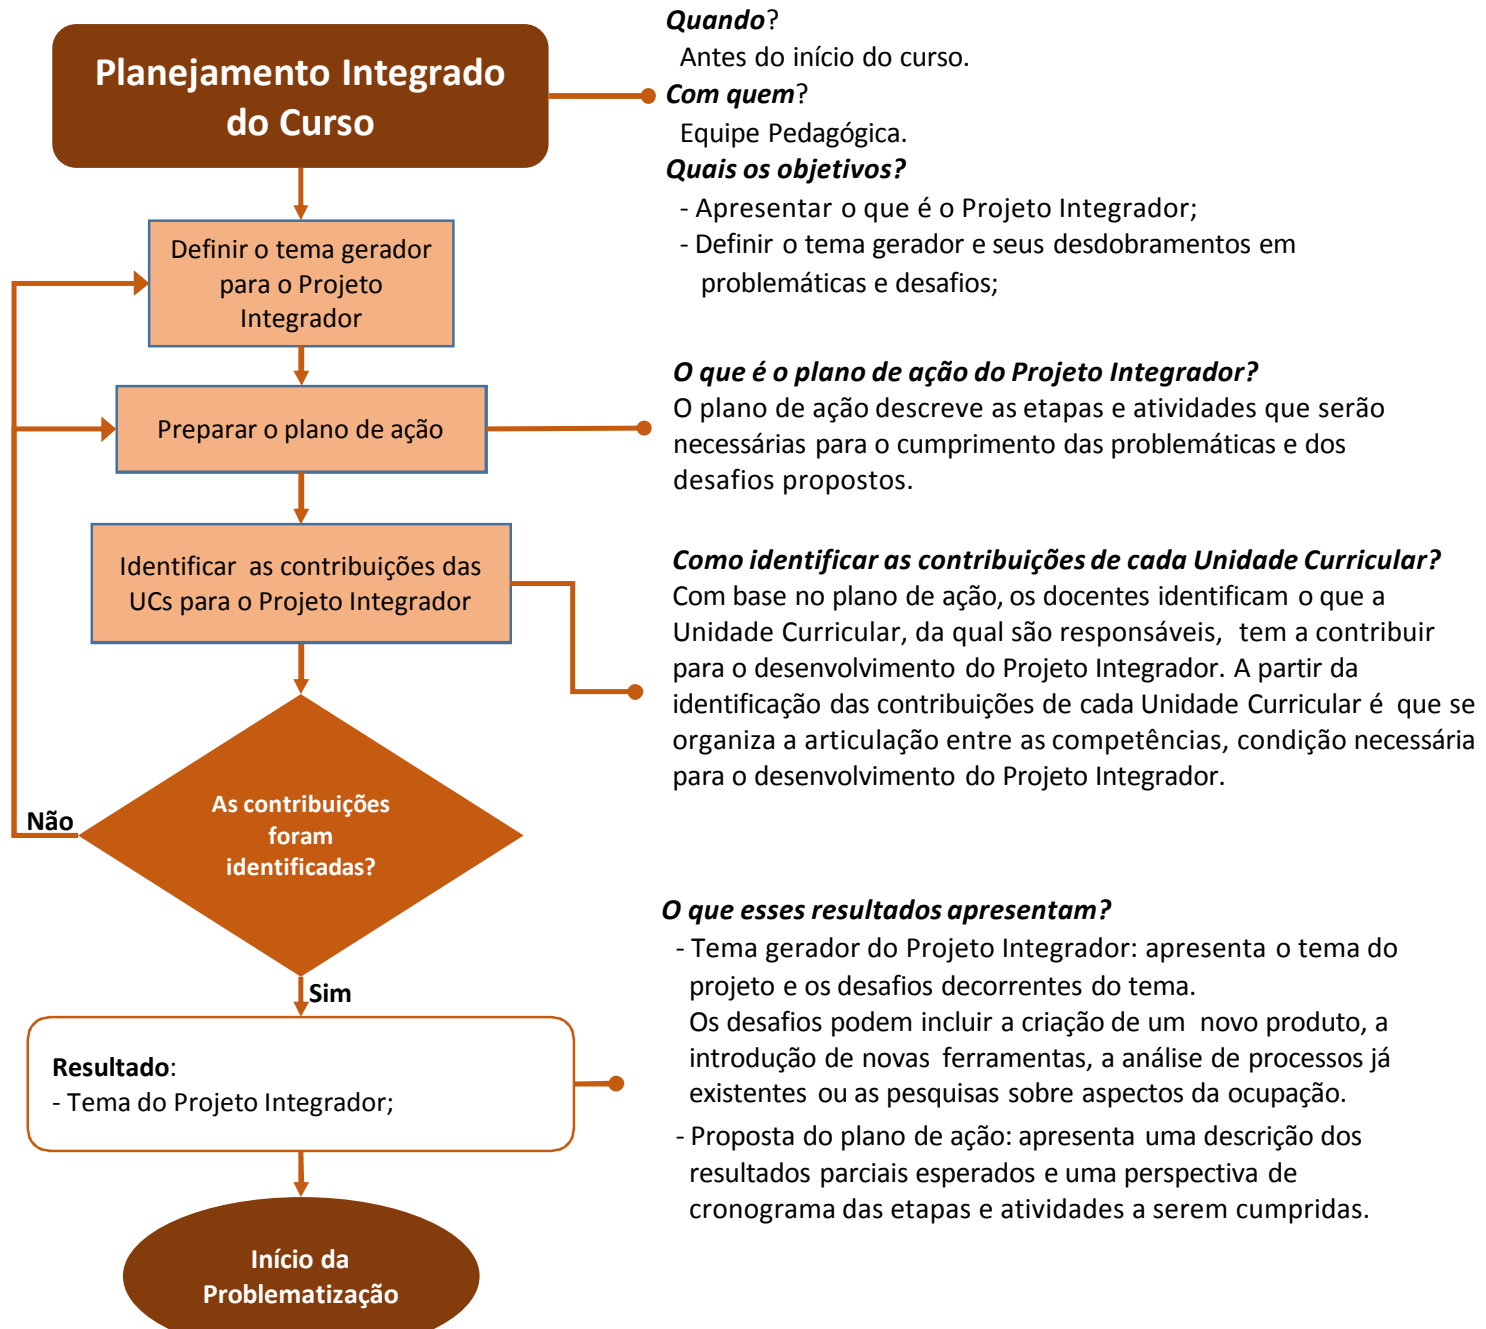 Planejamento Integrado
do Curso
Quando?
Antes do início do curso.
Com quem?
Equipe Pedagógica.
Quais os objetivos?
- Apresentar o que é o Projeto Integrador;
- Definir o tema gerador e seus desdobramentos em
problemáticas e desafios;
Definir o tema gerador
para o Projeto
Integrador
Preparar o plano de ação
O que é o plano de ação do Projeto Integrador?
O plano de ação descreve as etapas e atividades que serão
necessárias para o cumprimento das problemáticas e dos
desafios propostos.
Identificar as contribuições das
UCs para o Projeto Integrador
Como identificar as contribuições de cada Unidade Curricular?
Com base no plano de ação, os docentes identificam o que a
Unidade Curricular, da qual são responsáveis, tem a contribuir
para o desenvolvimento do Projeto Integrador. A partir da
identificação das contribuições de cada Unidade Curricular é que se
organiza a articulação entre as competências, condição necessária
para o desenvolvimento do Projeto Integrador.
As contribuições
foram
identificadas?
Não
Sim
Resultado:
- Tema do Projeto Integrador;
O que esses resultados apresentam?
- Tema gerador do Projeto Integrador: apresenta o tema do
projeto e os desafios decorrentes do tema.
Os desafios podem incluir a criação de um novo produto, a
introdução de novas ferramentas, a análise de processos já
existentes ou as pesquisas sobre aspectos da ocupação.
- Proposta do plano de ação: apresenta uma descrição dos
resultados parciais esperados e uma perspectiva de
cronograma das etapas e atividades a serem cumpridas.
Início da
Problematização